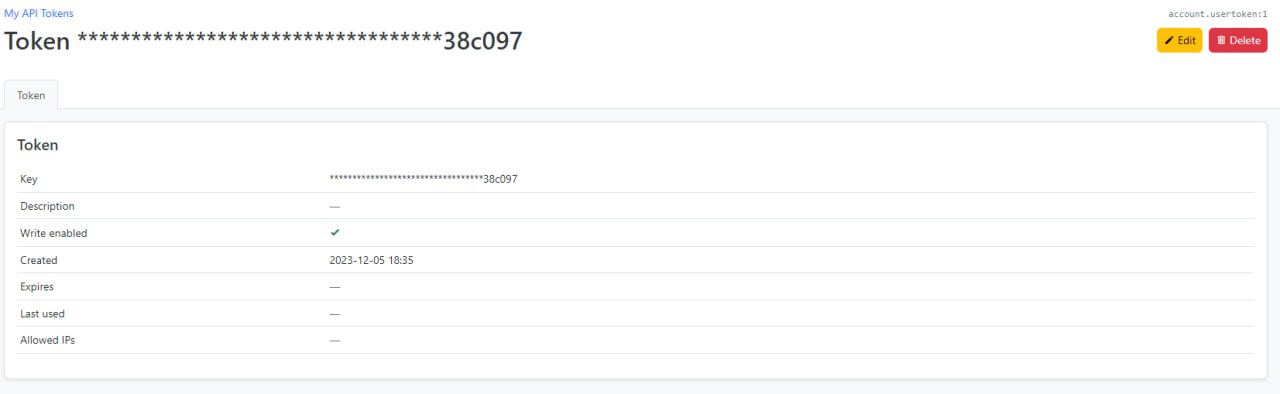 My API Tokens
account.usertoken:1
Token **********************************38c097
Edit
Delete
Token
Token
Key **********************************38c097
Description —
Write enabled ✓
Created 2023-12-05 18:35
Expires —
Last used —
Allowed IPs —